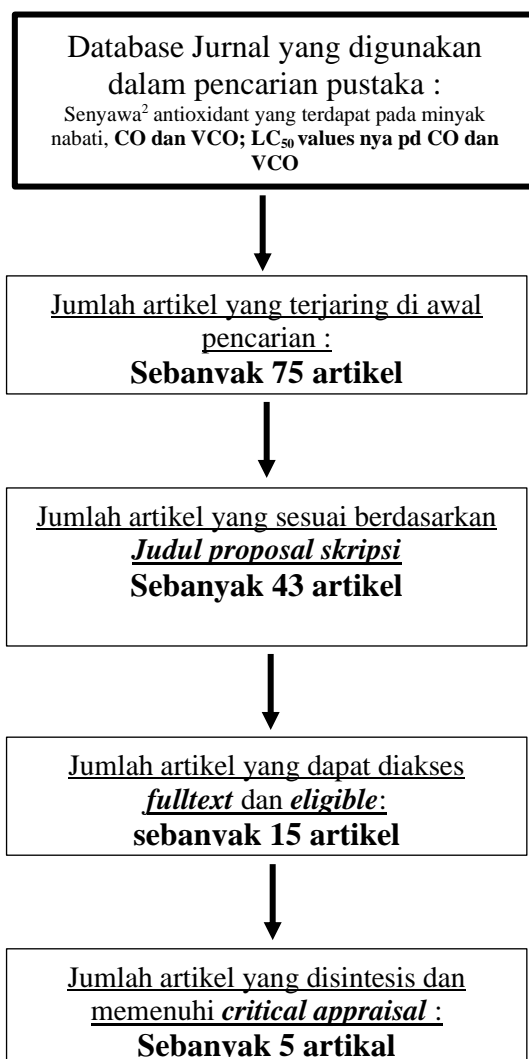 Database Jurnal yang digunakan
dalam pencarian pustaka :
Senyawa² antioxidant yang terdapat pada minyak
nabati, CO dan VCO; LC₅₀ values nya pd CO dan
VCO
Jumlah artikel yang terjaring di awal
pencarian :
Sebanyak 75 artikel
Jumlah artikel yang sesuai berdasarkan
Judul proposal skripsi
Sebanyak 43 artikel
Jumlah artikel yang dapat diakses
fulltext dan eligible:
sebanyak 15 artikel
Jumlah artikel yang disintesis dan
memenuhi critical appraisal :
Sebanyak 5 artikal